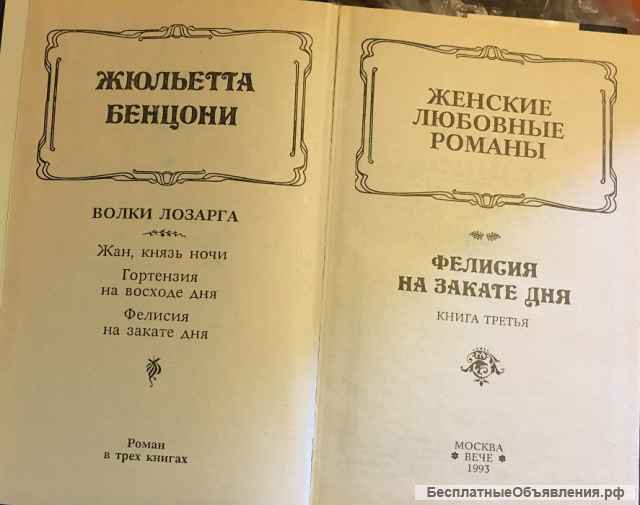 ЖЮЛЬЕТТА
БЕНЦОНИ
ВОЛКИ ЛОЗАРГА
Жан, князь ночи
Гортензия
на восходе дня
Фелисия
на закате дня
Роман
в трех книгах
ЖЕНСКИЕ
ЛЮБОВНЫЕ
РОМАНЫ
ФЕЛИСИЯ
НА ЗАКАТЕ ДНЯ
КНИГА ТРЕТЬЯ
МОСКВА
* ВЕЧЕ *
1993
БесплатныеОбъявления.рф